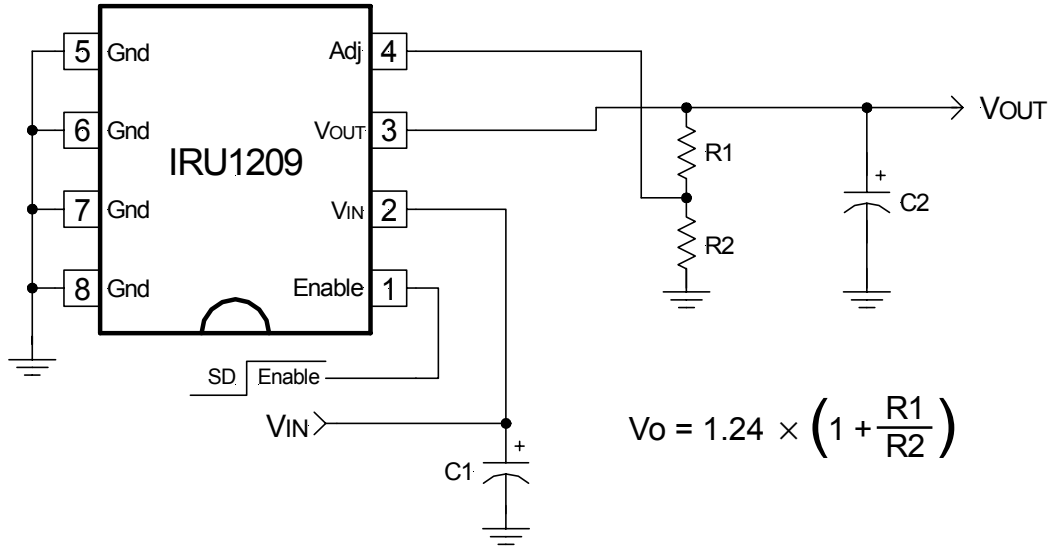 5 Gnd Adj 4
6 Gnd VOUT 3
IRU1209
7 Gnd VIN 2
8 Gnd Enable 1
R1
R2
C2
VOUT
SD Enable
VIN
C1
+
+
Vo = 1.24 × (1 + R1/R2)